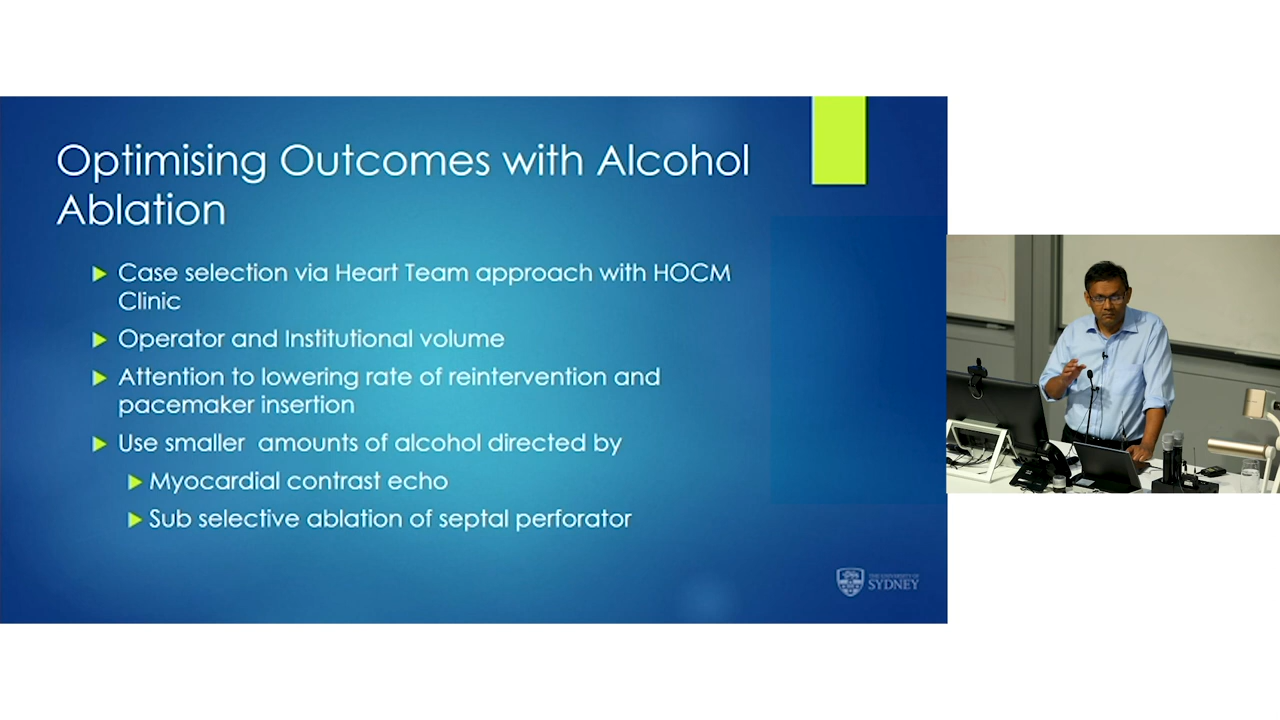 Optimising Outcomes with Alcohol
Ablation
Case selection via Heart Team approach with HOCM
Clinic
Operator and Institutional volume
Attention to lowering rate of reintervention and
pacemaker insertion
Use smaller  amounts of alcohol directed by
Myocardial contrast echo
Sub selective ablation of septal perforator
THE UNIVERSITY OF
SYDNEY